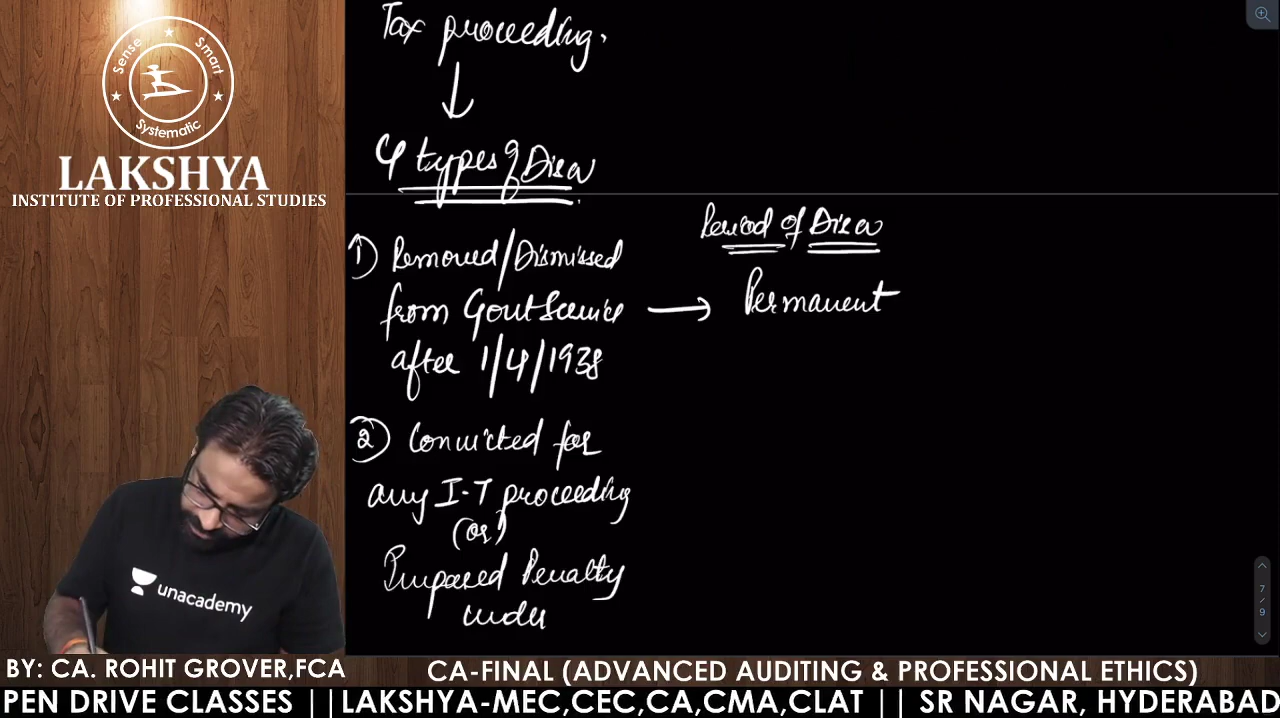 Tax proceeding.
4 types of Disq
Period of Disq
1) Removed/Dismissed
from Govt Service → Permanent
after 1/4/1938
2) Convicted for
any I-T proceeding
(or)
Imposed Penalty
under
Sense
Smart
Systematic
LAKSHYA
INSTITUTE OF PROFESSIONAL STUDIES
unacademy
7
/
9
BY: CA. ROHIT GROVER,FCA
CA-FINAL (ADVANCED AUDITING & PROFESSIONAL ETHICS)
PEN DRIVE CLASSES ||LAKSHYA-MEC,CEC,CA,CMA,CLAT || SR NAGAR, HYDERABAD